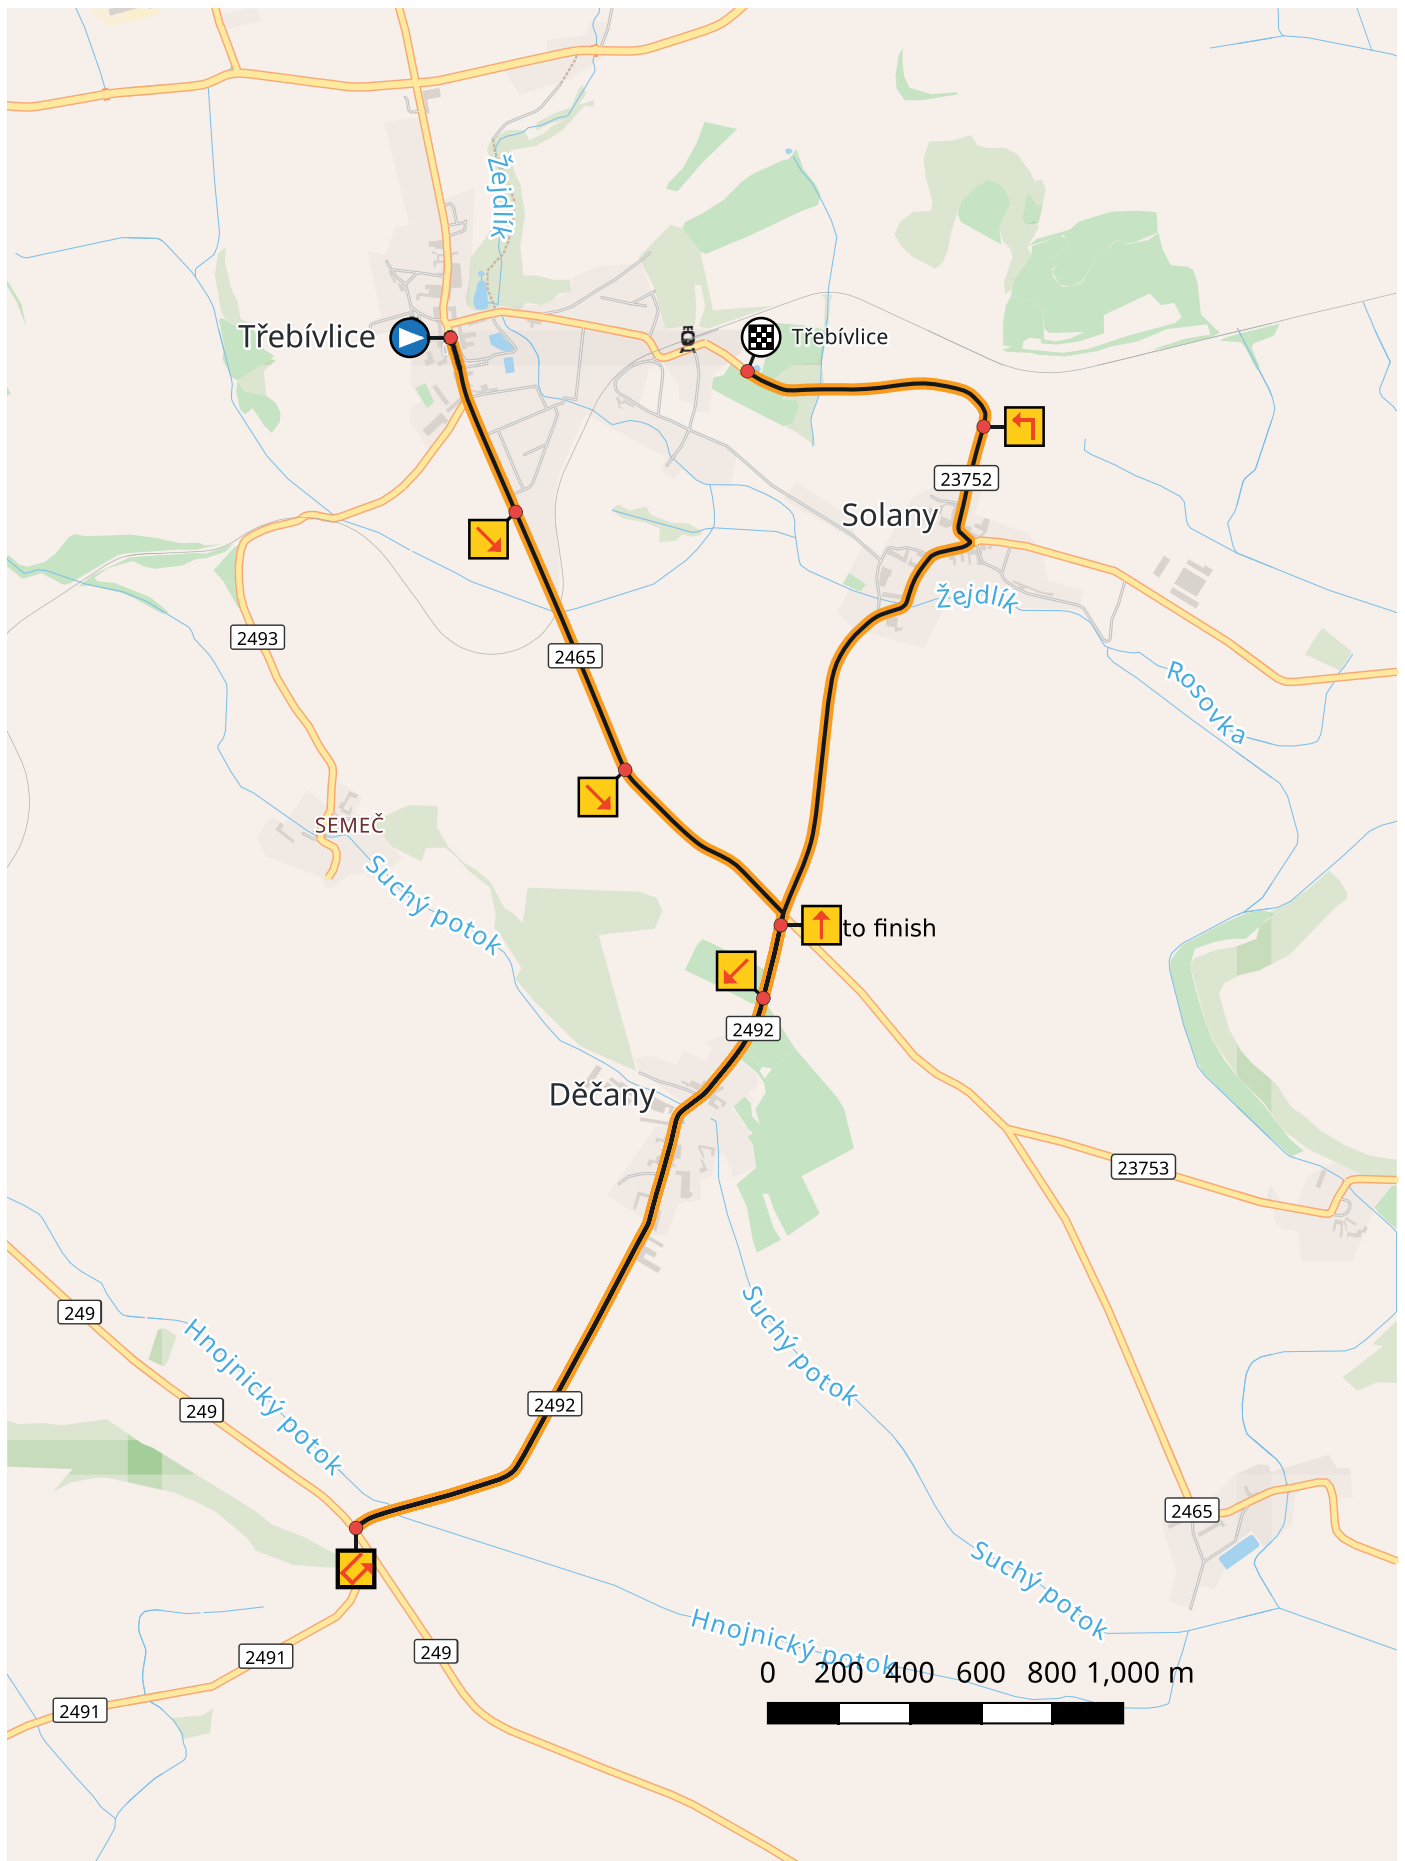 Žejdlík
Třebívlice
Třebívlice
23752
Solany
Žejdlík
2493
2465
Rosovka
SEMEČ
Suchý potok
to finish
2492
Děčany
23753
249
Hnojnický potok
Suchý potok
249
2492
2465
Suchý potok
Hnojnický potok
2491
249
2491
0 200 400 600 800 1,000 m